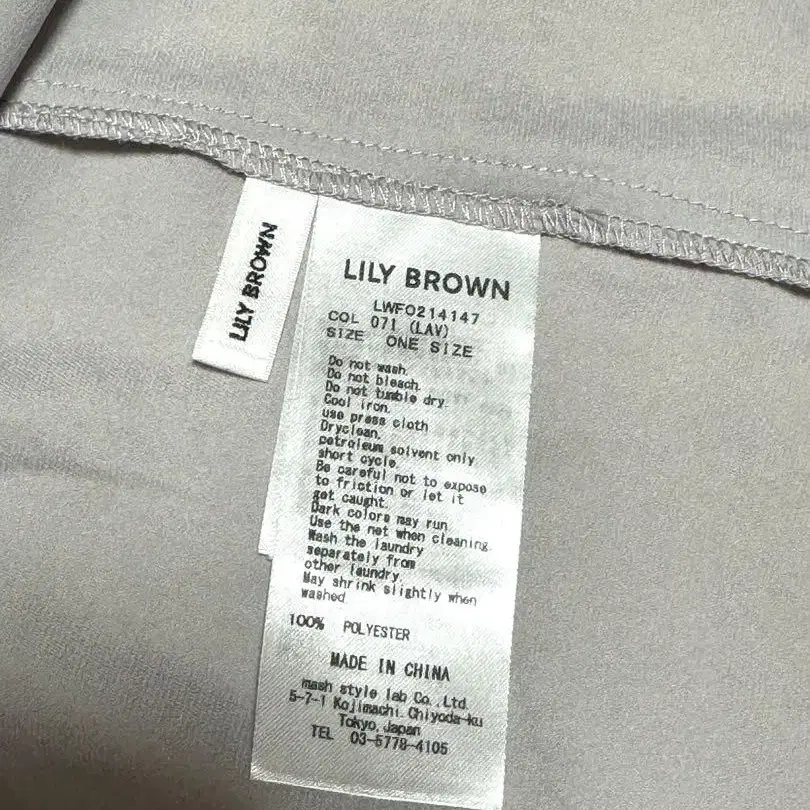 LILY BROWN
LILY BROWN
LWFO214147
COL 071 (LAV)
SIZE ONE SIZE
Do not wash.
Do not bleach.
Do not tumble dry.
Cool iron.
use press cloth
Dryclean.
petroleum solvent only
short cycle.
Be careful not to expose
to friction or let it
get caught.
Dark colors may run.
Use the net when cleaning.
Wash the laundry
separately from
other laundry.
May shrink slightly when
washed.
100% POLYESTER
MADE IN CHINA
mash style lab Co.,Ltd.
5-7-1 Kojimachi.Chiyoda-ku
Tokyo,Japan
TEL 03-5778-4105